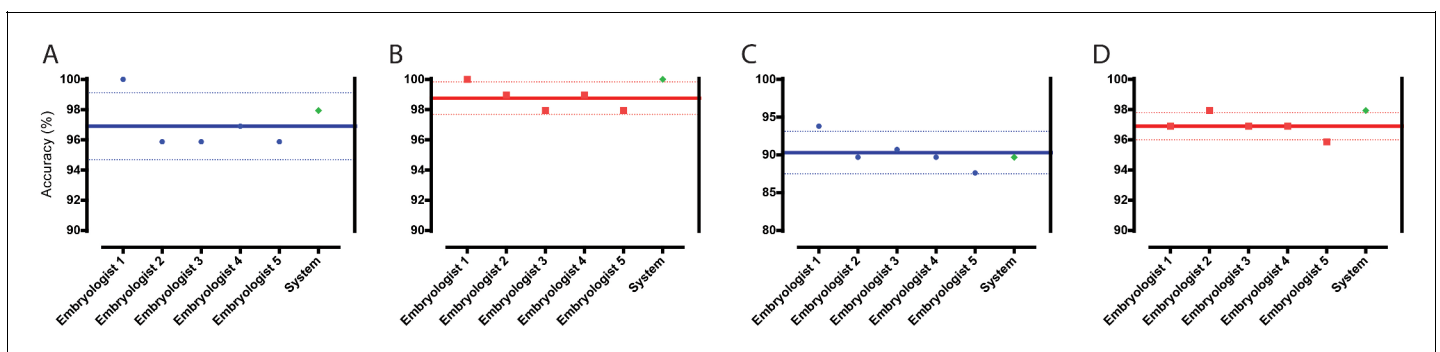 A
B
C
D
Accuracy (%)
100
98
96
94
92
90
Embryologist 1
Embryologist 2
Embryologist 3
Embryologist 4
Embryologist 5
System
100
98
96
94
92
90
Embryologist 1
Embryologist 2
Embryologist 3
Embryologist 4
Embryologist 5
System
100
95
90
85
80
Embryologist 1
Embryologist 2
Embryologist 3
Embryologist 4
Embryologist 5
System
100
98
96
94
92
90
Embryologist 1
Embryologist 2
Embryologist 3
Embryologist 4
Embryologist 5
System